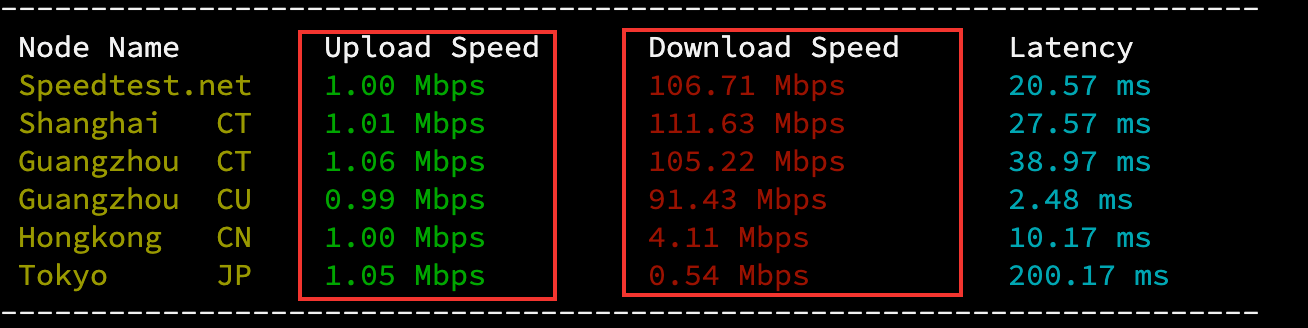 Node Name Upload Speed Download Speed Latency
Speedtest.net 1.00 Mbps 106.71 Mbps 20.57 ms
Shanghai CT 1.01 Mbps 111.63 Mbps 27.57 ms
Guangzhou CT 1.06 Mbps 105.22 Mbps 38.97 ms
Guangzhou CU 0.99 Mbps 91.43 Mbps 2.48 ms
Hongkong CN 1.00 Mbps 4.11 Mbps 10.17 ms
Tokyo JP 1.05 Mbps 0.54 Mbps 200.17 ms